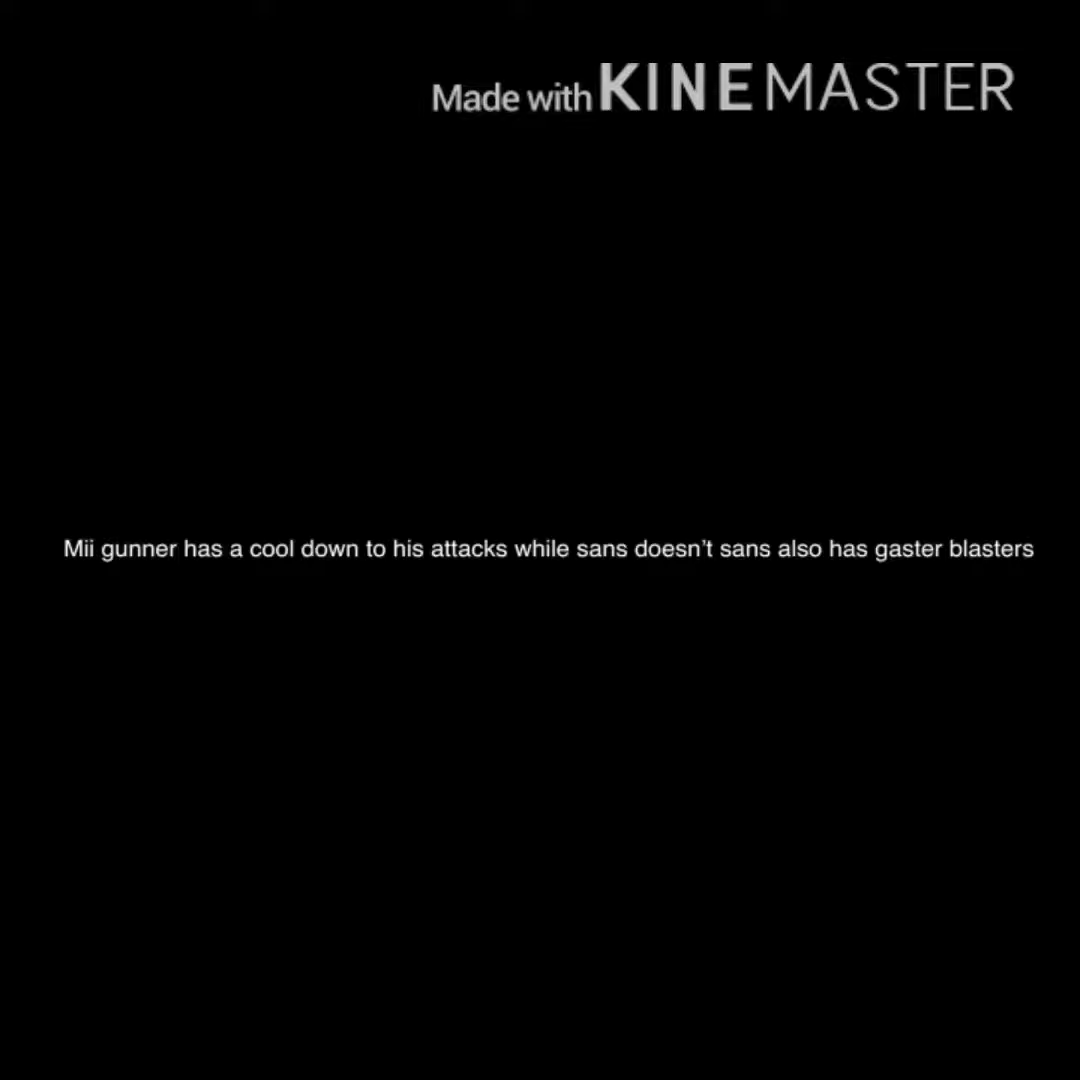 Made with KINEMASTER
Mii gunner has a cool down to his attacks while sans doesn’t sans also has gaster blasters